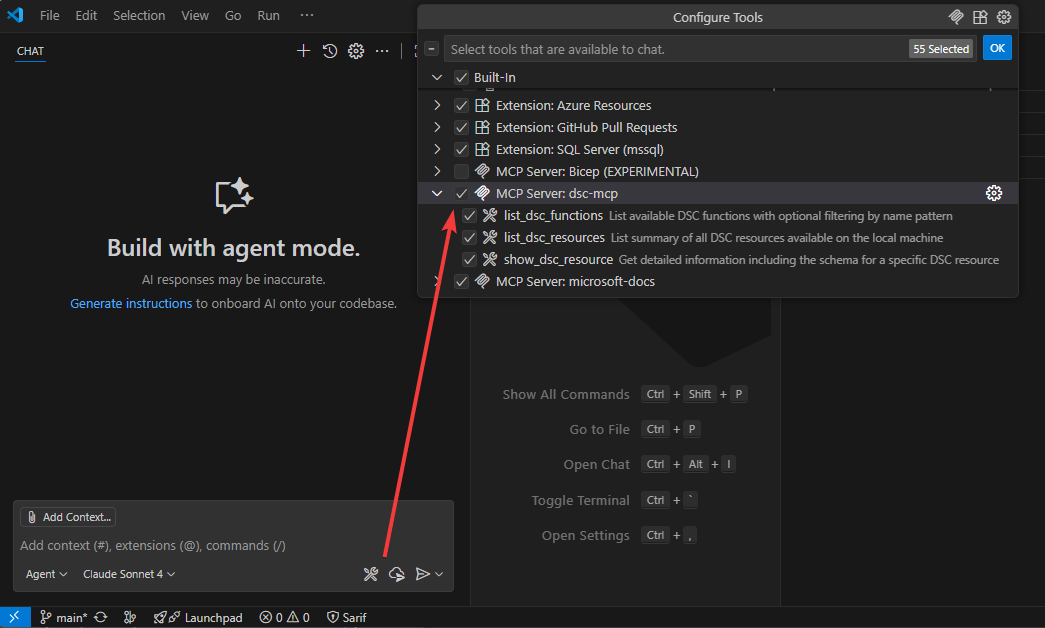 File Edit Selection View Go Run ···
Configure Tools
CHAT
Select tools that are available to chat. 55 Selected OK
Built-In
Extension: Azure Resources
Extension: GitHub Pull Requests
Extension: SQL Server (mssql)
MCP Server: Bicep (EXPERIMENTAL)
MCP Server: dsc-mcp
list_dsc_functions List available DSC functions with optional filtering by name pattern
list_dsc_resources List summary of all DSC resources available on the local machine
show_dsc_resource Get detailed information including the schema for a specific DSC resource
MCP Server: microsoft-docs
Build with agent mode.
AI responses may be inaccurate.
Generate instructions to onboard AI onto your codebase.
Show All Commands Ctrl + Shift + P
Go to File Ctrl + P
Open Chat Ctrl + Alt + I
Toggle Terminal Ctrl + `
Open Settings Ctrl + ,
Add Context...
Add context (#), extensions (@), commands (/)
Agent Claude Sonnet 4
main* Launchpad 0 0 Sarif